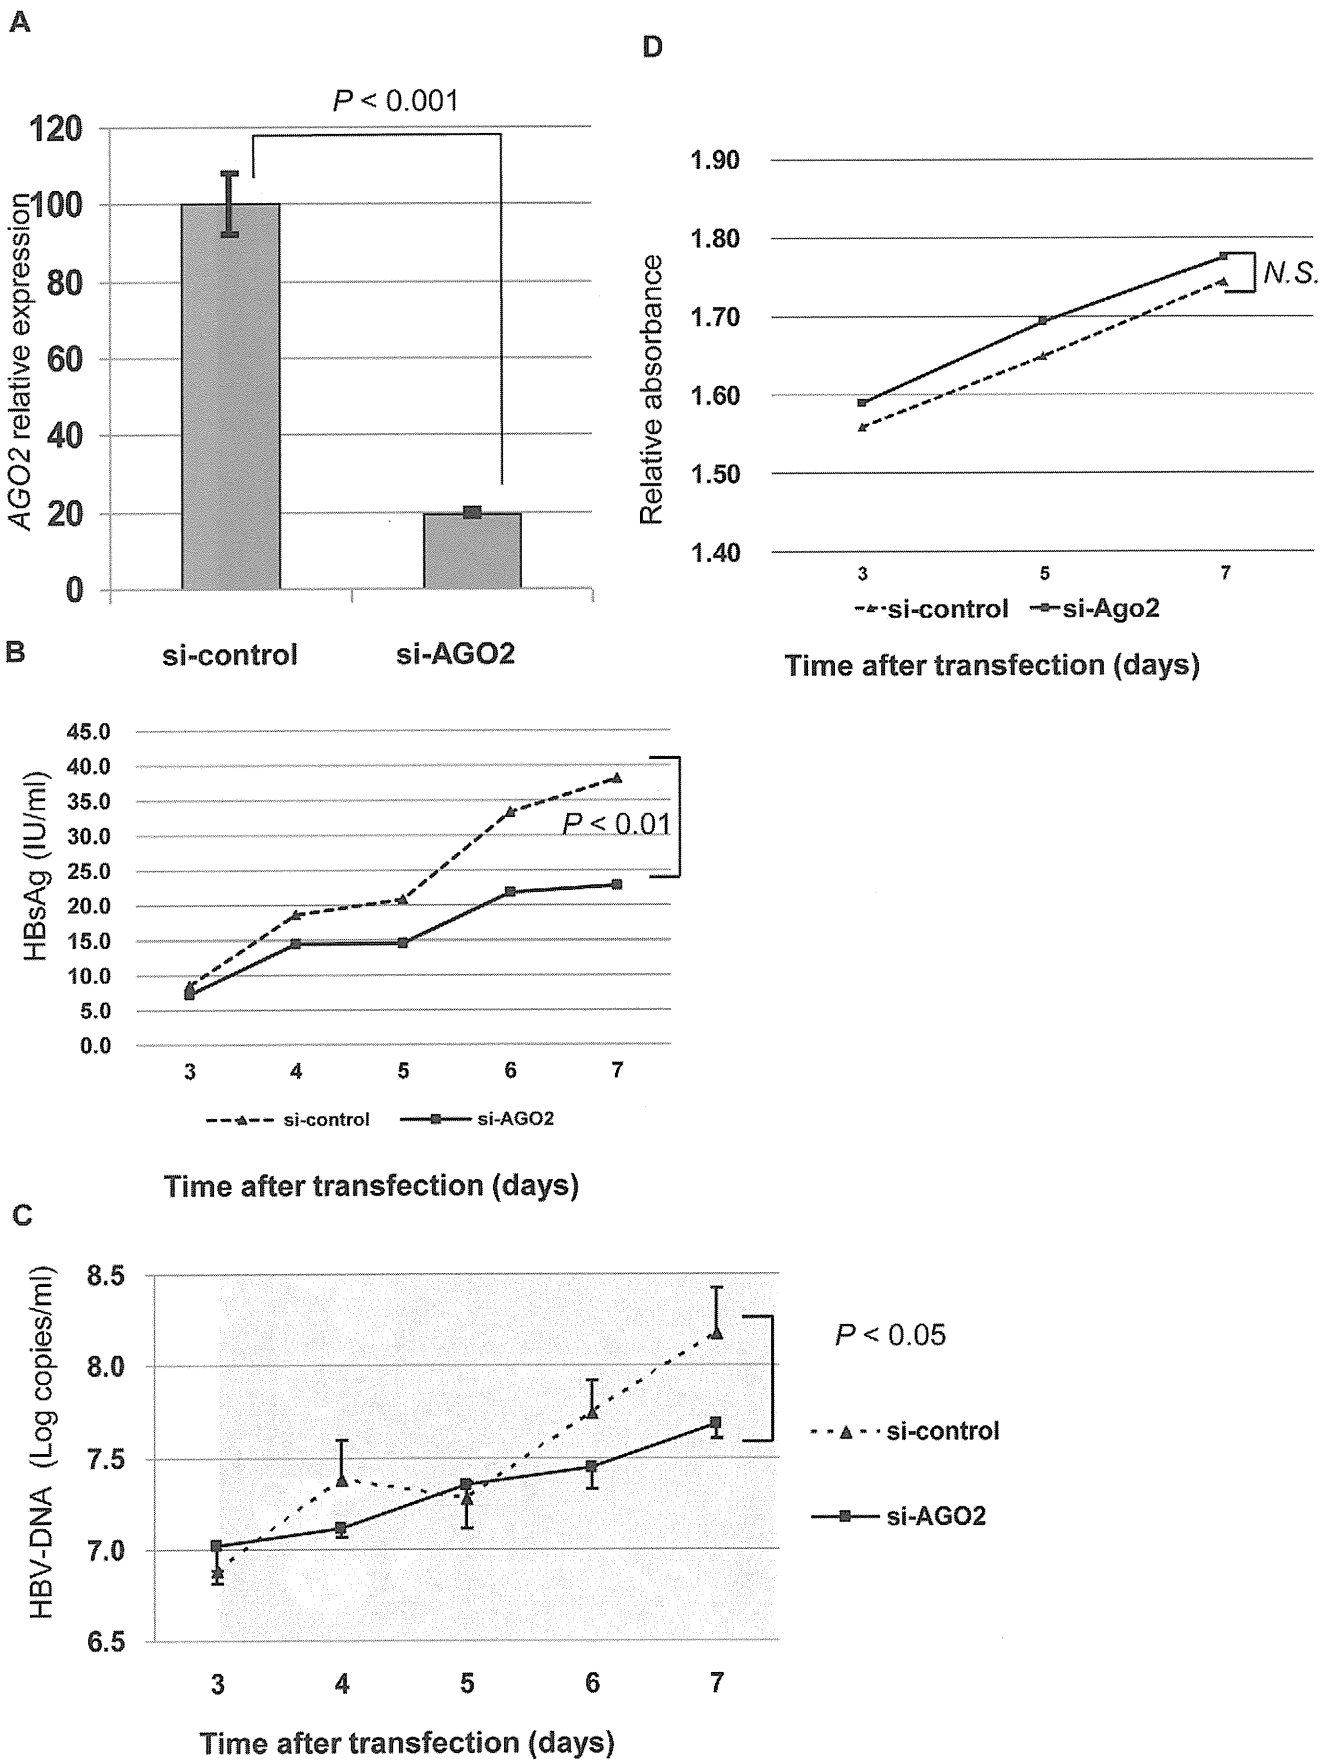 A
P < 0.001
120
100
80
60
40
20
0
AGO2 relative expression
si-control
si-AGO2
D
1.90
1.80
1.70
1.60
1.50
1.40
Relative absorbance
N.S.
3 5 7
si-control si-Ago2
Time after transfection (days)
B
45.0
40.0
35.0
30.0
25.0
20.0
15.0
10.0
5.0
0.0
HBsAg (IU/ml)
P < 0.01
3 4 5 6 7
si-control si-AGO2
Time after transfection (days)
C
8.5
8.0
7.5
7.0
6.5
HBV-DNA (Log copies/ml)
P < 0.05
si-control
si-AGO2
3 4 5 6 7
Time after transfection (days)